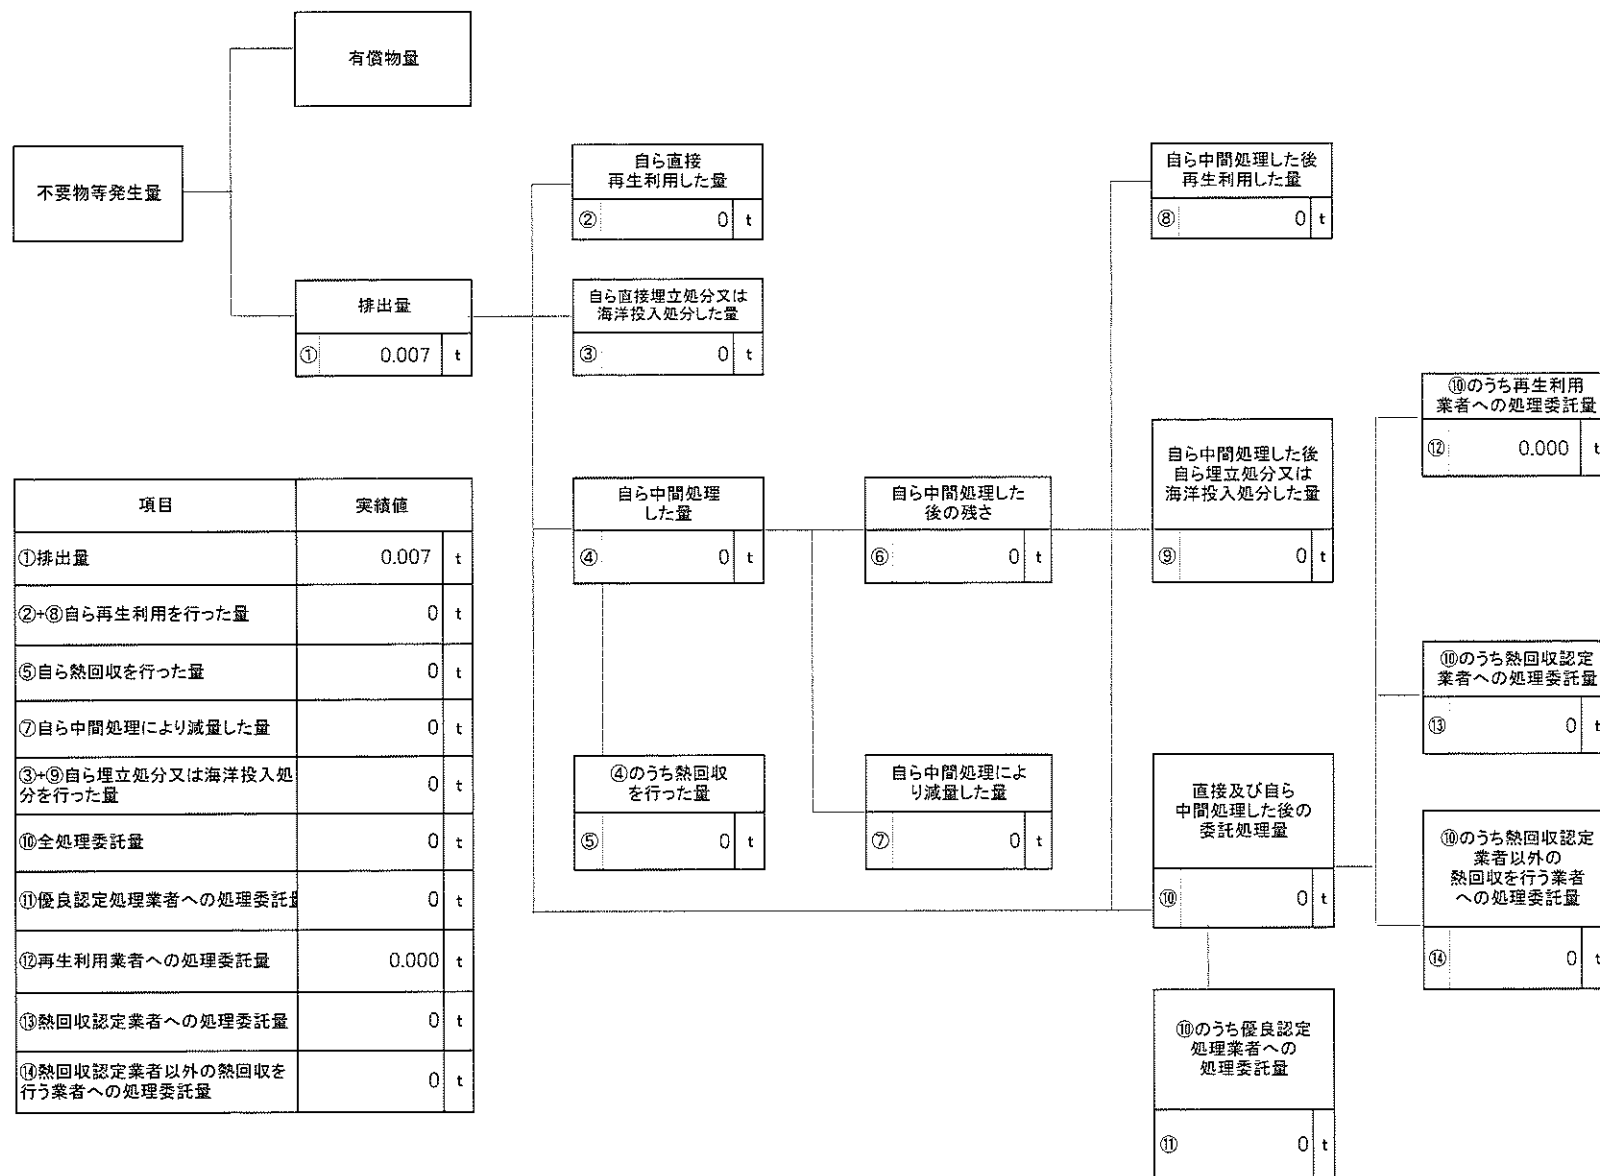 有償物量
不要物等発生量
排出量
① 0.007 t
自ら直接
再生利用した量
② 0 t
自ら直接埋立処分又は
海洋投入処分した量
③ 0 t
自ら中間処理
した量
④ 0 t
④のうち熱回収
を行った量
⑤ 0 t
自ら中間処理した
後の残さ
⑥ 0 t
自ら中間処理によ
り減量した量
⑦ 0 t
自ら中間処理した後
再生利用した量
⑧ 0 t
自ら中間処理した後
自ら埋立処分又は
海洋投入処分した量
⑨ 0 t
直接及び自ら
中間処理した後の
委託処理量
⑩ 0 t
⑩のうち優良認定
処理業者への
処理委託量
⑪ 0 t
⑩のうち再生利用
業者への処理委託量
⑫ 0.000 t
⑩のうち熱回収認定
業者への処理委託量
⑬ 0 t
⑩のうち熱回収認定
業者以外の
熱回収を行う業者
への処理委託量
⑭ 0 t
項目 実績値
①排出量 0.007 t
②+⑧自ら再生利用を行った量 0 t
⑤自ら熱回収を行った量 0 t
⑦自ら中間処理により減量した量 0 t
③+⑨自ら埋立処分又は海洋投入処
分を行った量 0 t
⑩全処理委託量 0 t
⑪優良認定処理業者への処理委託量 0 t
⑫再生利用業者への処理委託量 0.000 t
⑬熱回収認定業者への処理委託量 0 t
⑭熱回収認定業者以外の熱回収を
行う業者への処理委託量 0 t